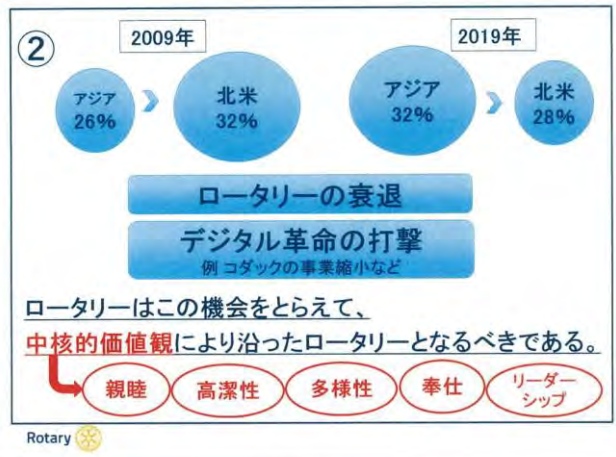 ②
2009年
2019年
アジア
26%
北米
32%
アジア
32%
北米
28%
ロータリーの衰退
デジタル革命の打撃
例 コダックの事業縮小など
ロータリーはこの機会をとらえて、
中核的価値観により沿ったロータリーとなるべきである。
親睦
高潔性
多様性
奉仕
リーダー
シップ
Rotary